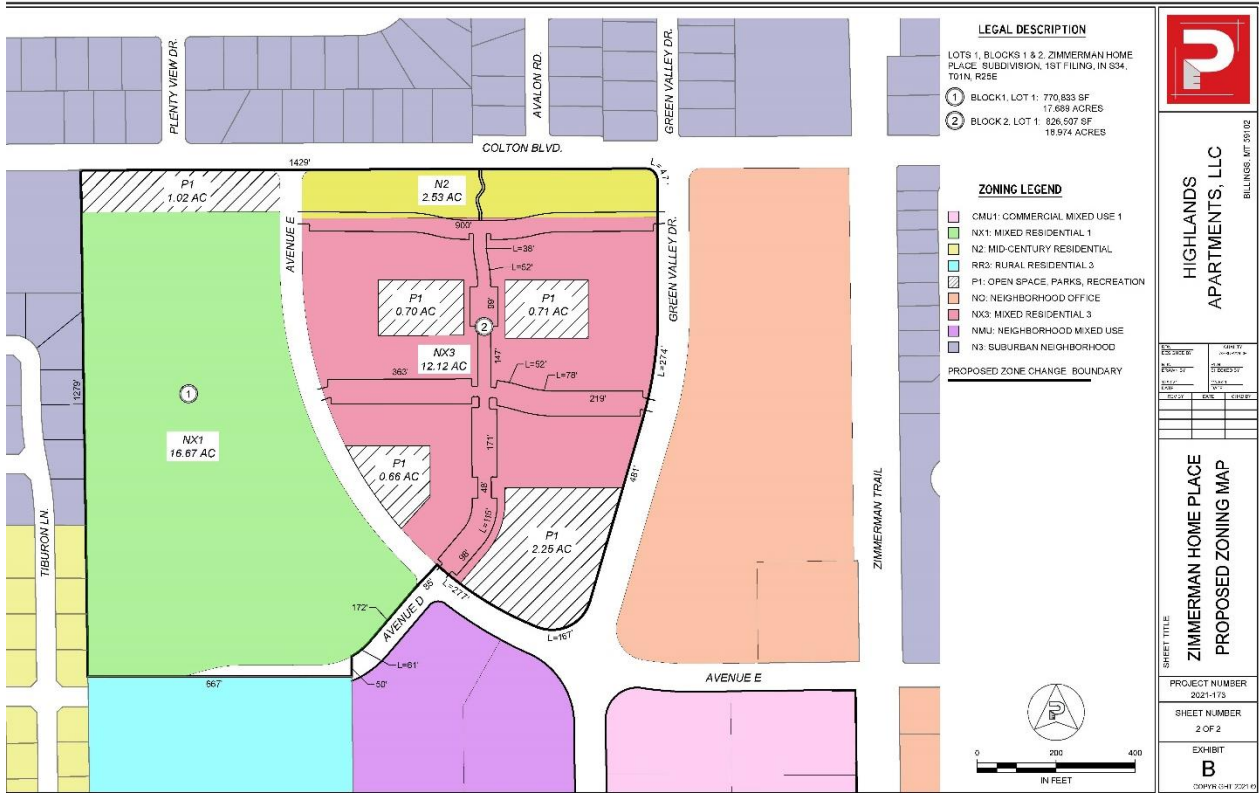 PLENTY VIEW DR.
AVALON RD.
GREEN VALLEY DR.
COLTON BLVD.
1429'
L=47'
P1
1.02 AC
N2
2.53 AC
900'
AVENUE E
L=38'
L=52'
P1
0.70 AC
P1
0.71 AC
2
NX3
12.12 AC
147'
363'
L=52'
L=78'
219'
GREEN VALLEY DR.
L=274'
1279'
1
NX1
16.67 AC
171'
P1
0.66 AC
48'
L=115'
98'
P1
2.25 AC
481'
TIBURON LN.
ZIMMERMAN TRAIL
172'
85'
L=277'
AVENUE D
L=167'
L=61'
50'
667'
AVENUE E
LEGAL DESCRIPTION
LOTS 1, BLOCKS 1 & 2, ZIMMERMAN HOME
PLACE SUBDIVISION, 1ST FILING, IN S34,
T01N, R25E
1 BLOCK1, LOT 1: 770,833 SF
17.689 ACRES
2 BLOCK 2, LOT 1: 826,507 SF
18.974 ACRES
ZONING LEGEND
CMU1: COMMERCIAL MIXED USE 1
NX1: MIXED RESIDENTIAL 1
N2: MID-CENTURY RESIDENTIAL
RR3: RURAL RESIDENTIAL 3
P1: OPEN SPACE, PARKS, RECREATION
NO: NEIGHBORHOOD OFFICE
NX3: MIXED RESIDENTIAL 3
NMU: NEIGHBORHOOD MIXED USE
N3: SUBURBAN NEIGHBORHOOD
PROPOSED ZONE CHANGE BOUNDARY
0 200 400
IN FEET
HIGHLANDS
APARTMENTS, LLC
BILLINGS, MT 59102
SHEET TITLE
ZIMMERMAN HOME PLACE
PROPOSED ZONING MAP
PROJECT NUMBER
2021-173
SHEET NUMBER
2 OF 2
EXHIBIT
B